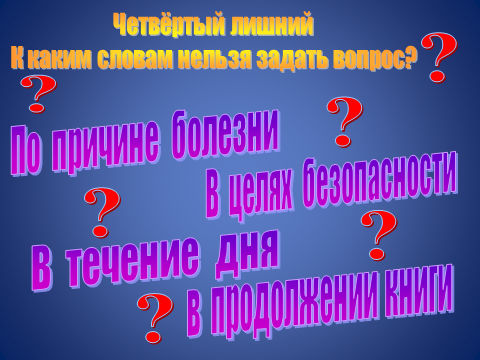 Четвёртый лишний
К каким словам нельзя задать вопрос?
По причине болезни
В целях безопасности
В течение дня
В продолжении книги